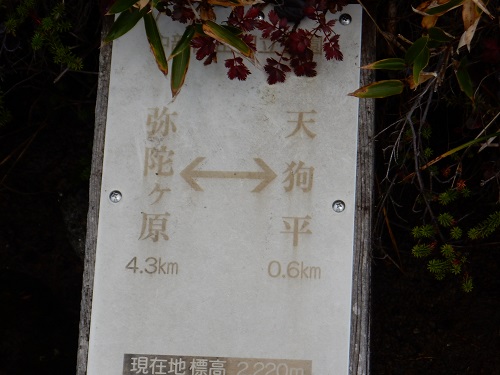 弥陀ヶ原 ↔ 天狗平
4.3km 0.6km
現在地 標高 2,220m